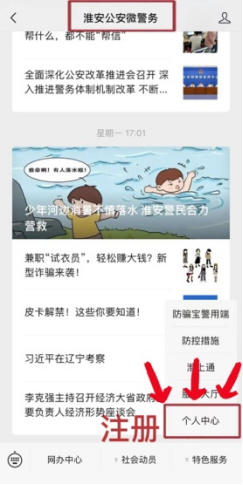 淮安公安微警务
帮什么，都不能“帮信”
全面深化公安改革推进会召开 深
入推进警务体制机制改革 不断...
星期一 17:01
救命啊！有人落水啦！
少年河边消暑不慎落水 淮安警民合力
营救
兼职“试衣员”，轻松赚大钱？新
型诈骗来袭！
皮卡解禁！这些你要知道！
习近平在辽宁考察
李克强主持召开经济大省政府
要负责人经济形势座谈会
防骗宝警用端
防控措施
淮上通
大厅
个人中心
注册
网办中心
社会动员
特色服务